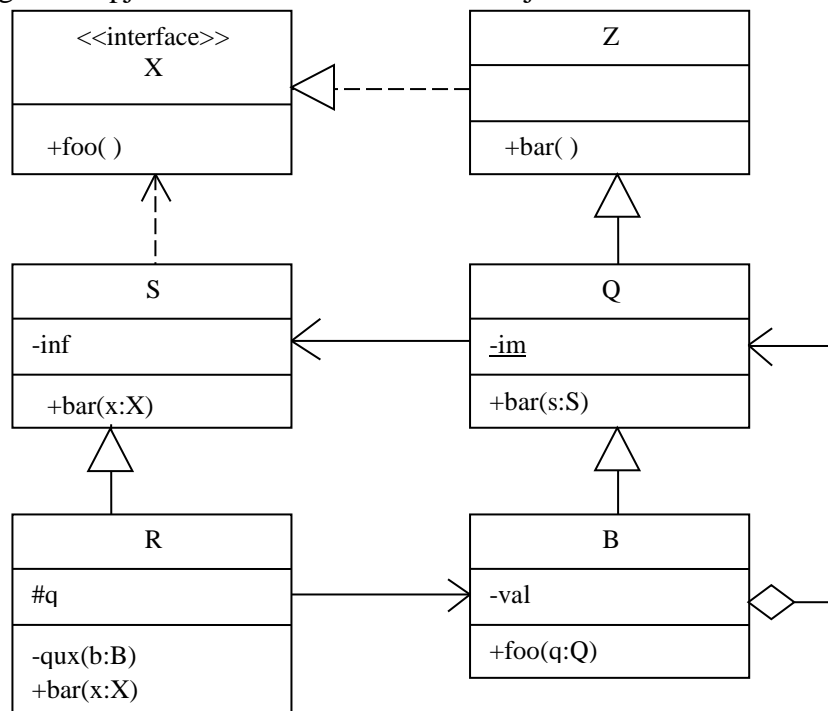 <<interface>>
X
+foo( )
Z
+bar( )
S
-inf
+bar(x:X)
Q
-im
+bar(s:S)
R
#q
-qux(b:B)
+bar(x:X)
B
-val
+foo(q:Q)